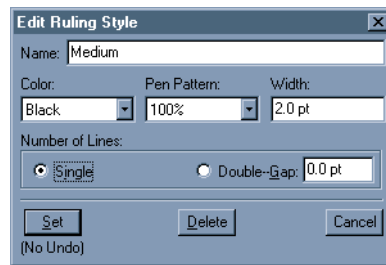 Edit Ruling Style
Name: Medium
Color: Pen Pattern: Width:
Black 100% 2.0 pt
Number of Lines:
Single Double--Gap: 0.0 pt
Set Delete Cancel
(No Undo)